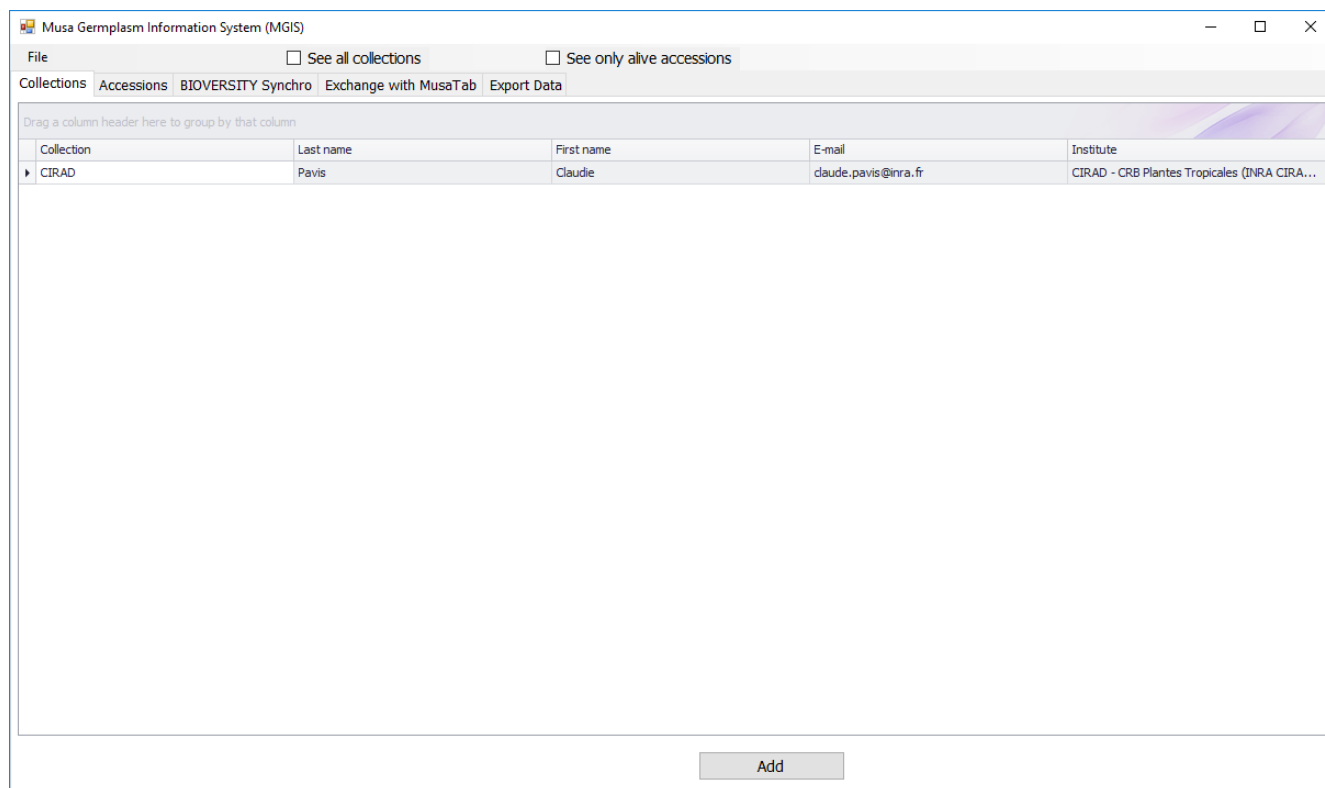 Musa Germplasm Information System (MGIS)
File See all collections See only alive accessions
Collections Accessions BIOVERSITY Synchro Exchange with MusaTab Export Data
Drag a column header here to group by that column
Collection Last name First name E-mail Institute
CIRAD Pavis Claudie claude.pavis@inra.fr CIRAD - CRB Plantes Tropicales (INRA CIRA...
Add